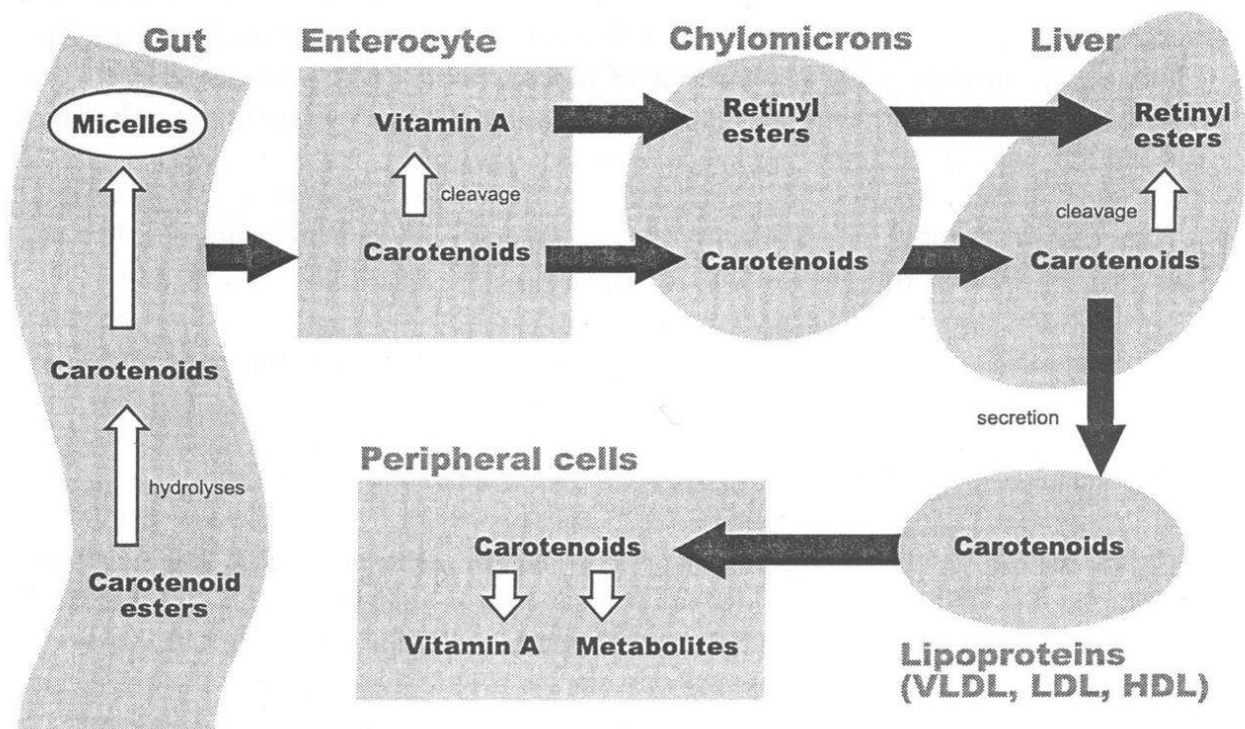 Gut
Enterocyte
Chylomicrons
Liver
Micelles
Vitamin A
Retinyl
esters
Retinyl
esters
cleavage
cleavage
Carotenoids
Carotenoids
Carotenoids
Carotenoids
secretion
Peripheral cells
hydrolyses
Carotenoids
Carotenoids
Carotenoid
esters
Vitamin A
Metabolites
Lipoproteins
(VLDL, LDL, HDL)